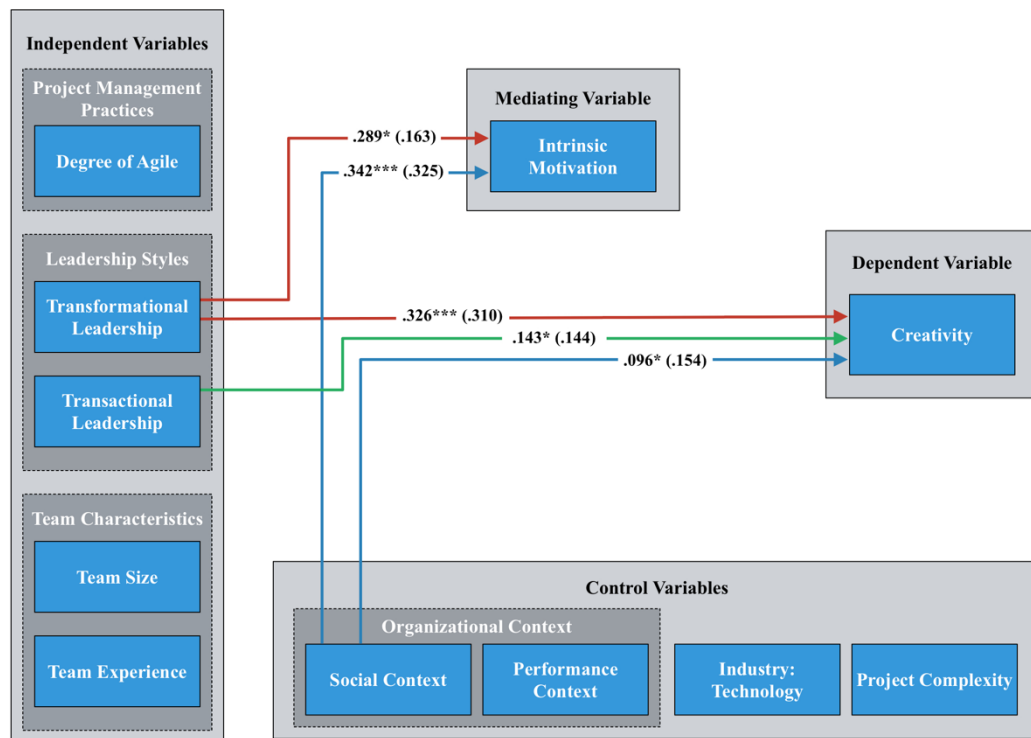 Independent Variables
Project Management
Practices
Degree of Agile
Leadership Styles
Transformational
Leadership
Transactional
Leadership
Team Characteristics
Team Size
Team Experience
Mediating Variable
Intrinsic
Motivation
.289* (.163)
.342*** (.325)
Dependent Variable
Creativity
.326*** (.310)
.143* (.144)
.096* (.154)
Control Variables
Organizational Context
Social Context
Performance
Context
Industry:
Technology
Project Complexity